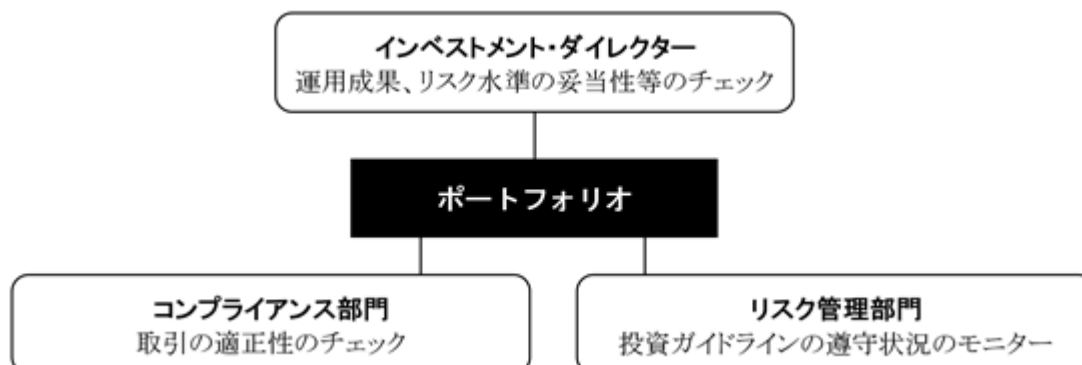 インベストメント・ダイレクター
運用成果、リスク水準の妥当性等のチェック
ポートフォリオ
コンプライアンス部門
取引の適正性のチェック
リスク管理部門
投資ガイドラインの遵守状況のモニター